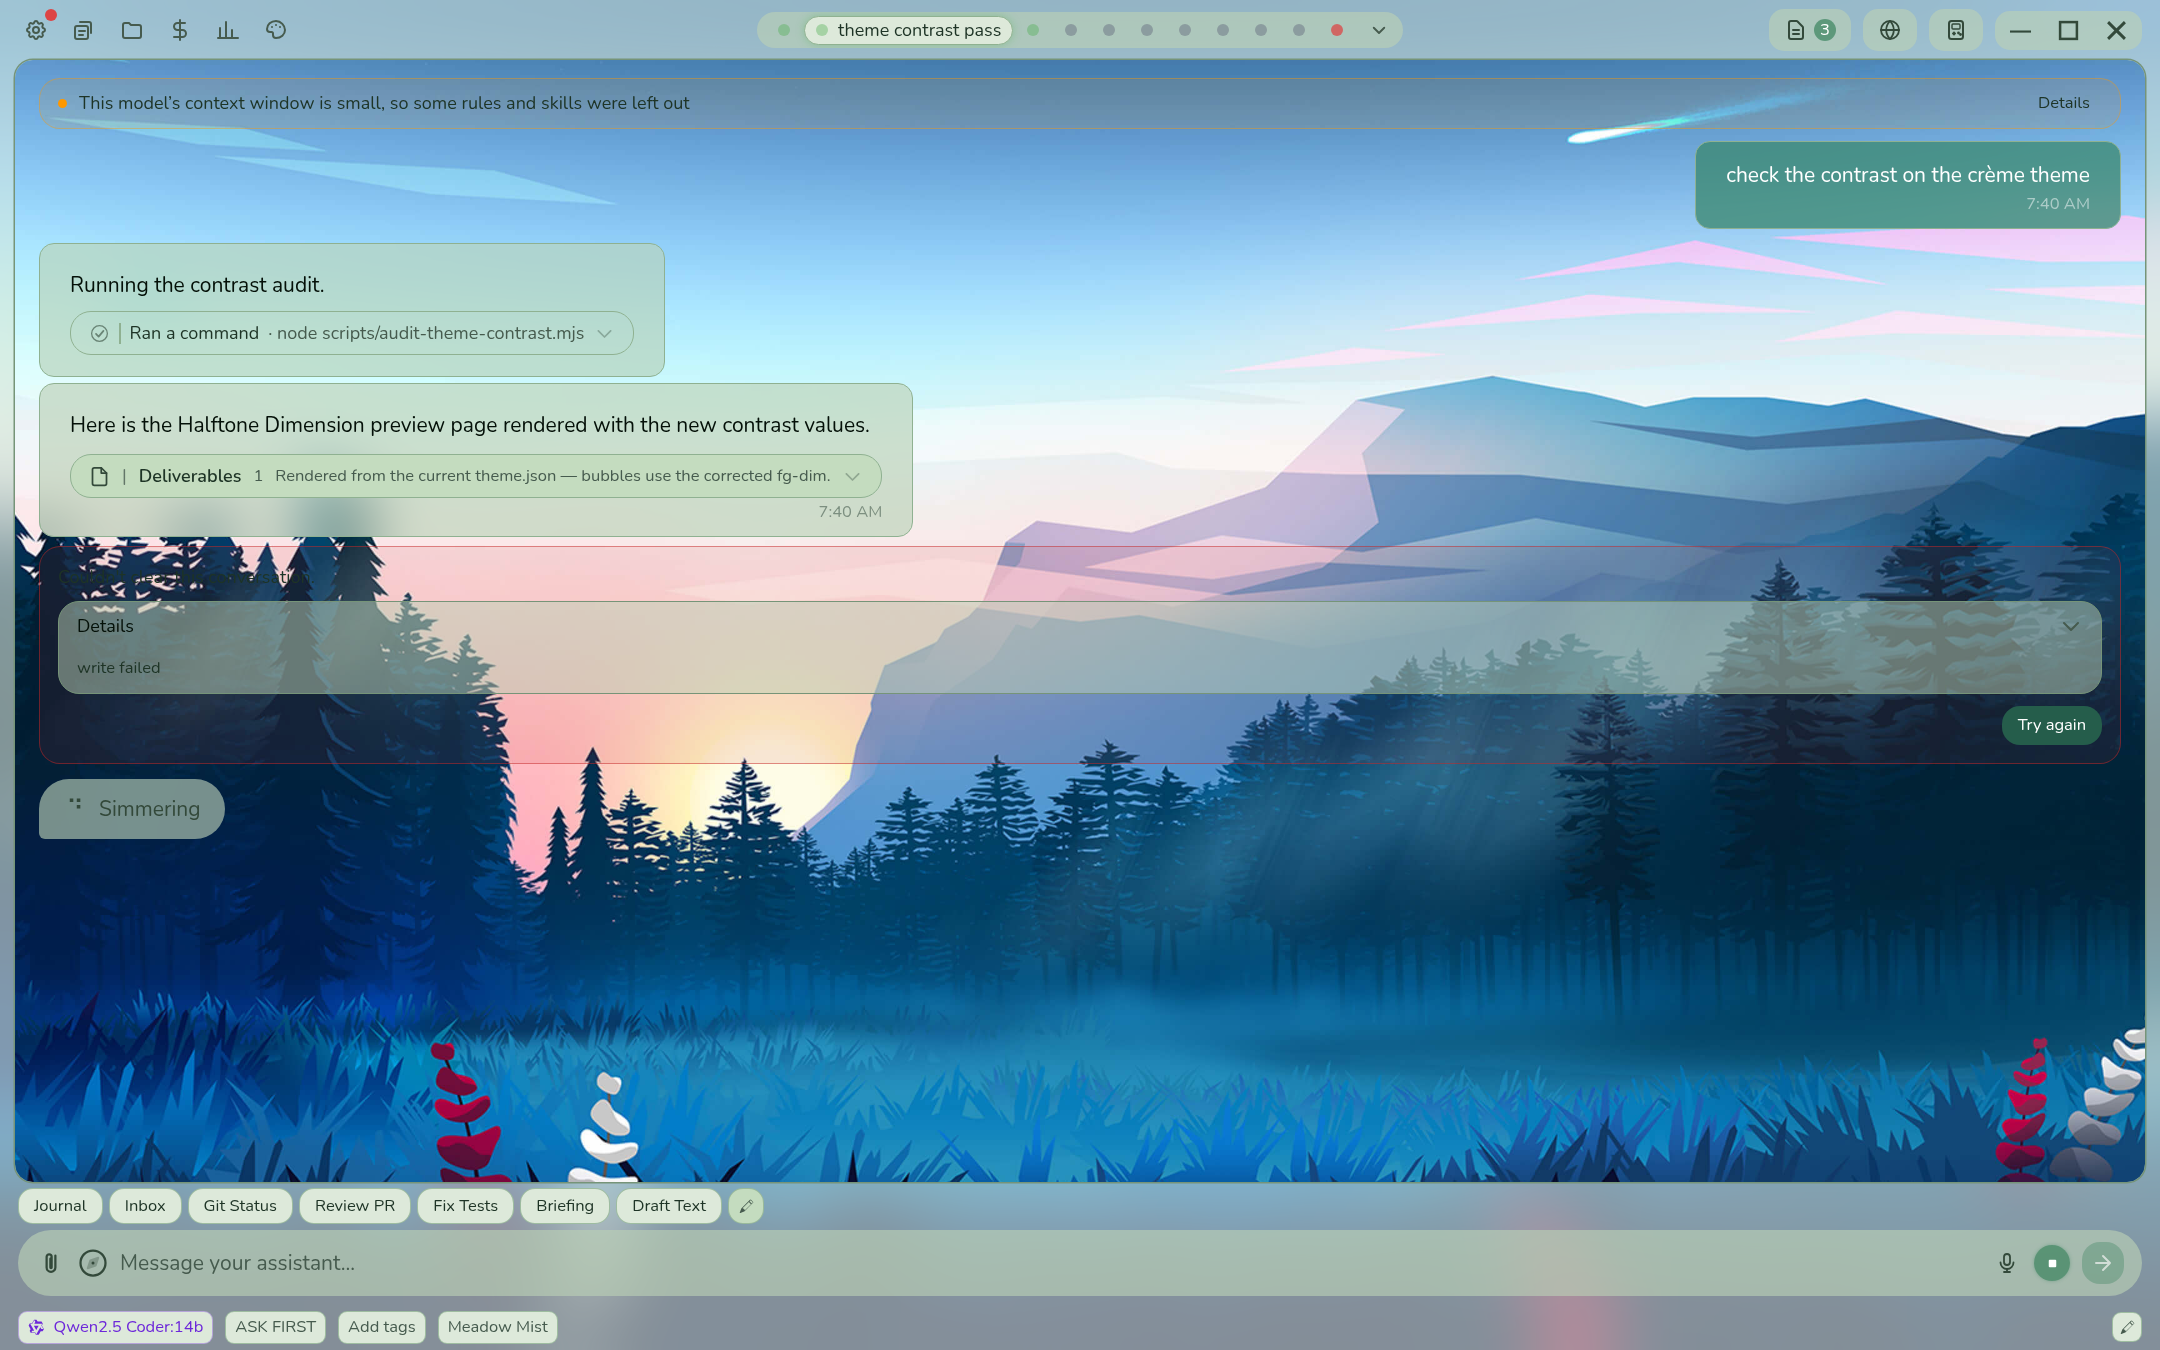 theme contrast pass
3
This model's context window is small, so some rules and skills were left out
Details
check the contrast on the crème theme
7:40 AM
Running the contrast audit.
Ran a command · node scripts/audit-theme-contrast.mjs
Here is the Halftone Dimension preview page rendered with the new contrast values.
Deliverables 1 Rendered from the current theme.json — bubbles use the corrected fg-dim.
7:40 AM
conversation
Details
write failed
Try again
Simmering
Journal
Inbox
Git Status
Review PR
Fix Tests
Briefing
Draft Text
Message your assistant...
Qwen2.5 Coder:14b
ASK FIRST
Add tags
Meadow Mist